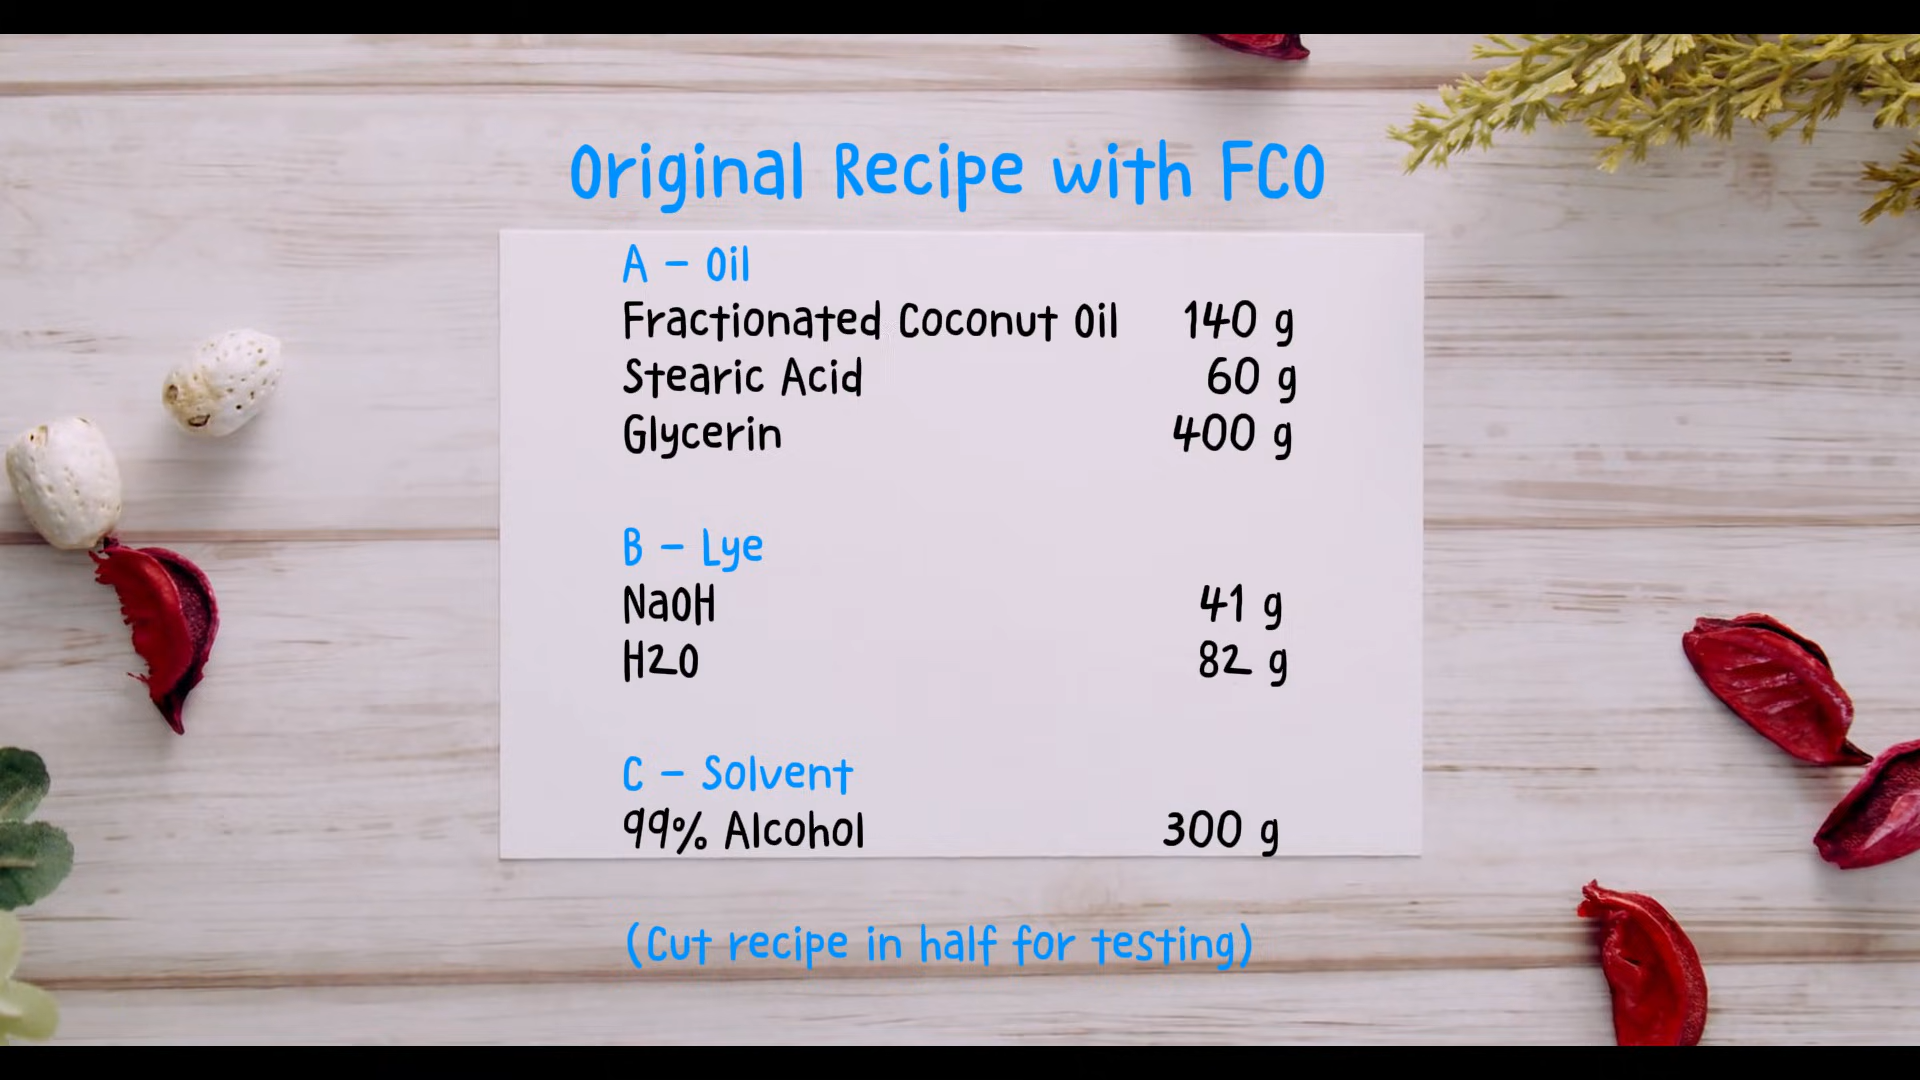 Original Recipe with FCO
A - Oil
Fractionated Coconut Oil 140 g
Stearic Acid 60 g
Glycerin 400 g
B - Lye
NaOH 41 g
H2O 82 g
C - Solvent
99% Alcohol 300 g
(Cut recipe in half for testing)